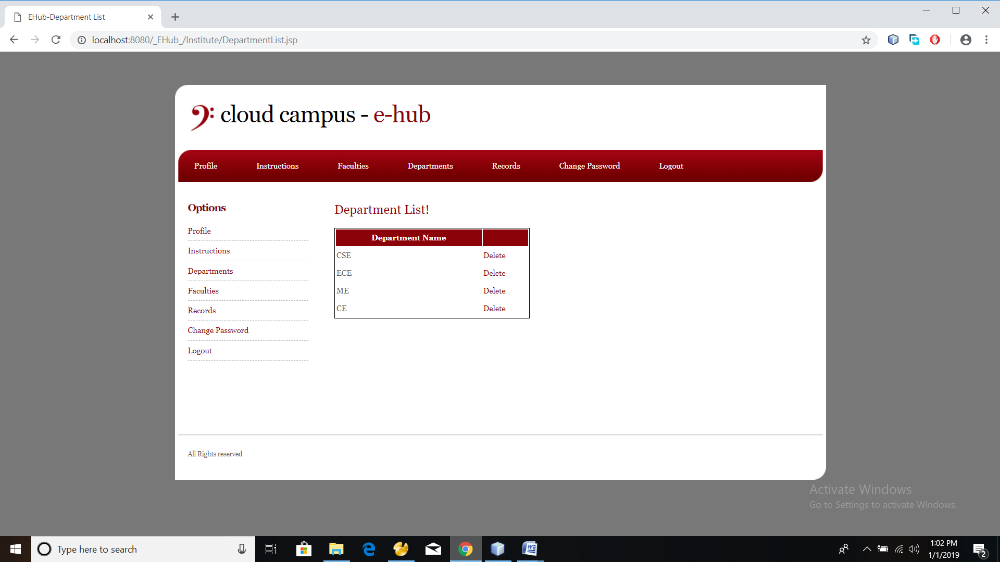 EHub-Department List
localhost:8080/_EHub_/Institute/DepartmentList.jsp
cloud campus - e-hub
Profile Instructions Faculties Departments Records Change Password Logout
Options
Profile
Instructions
Departments
Faculties
Records
Change Password
Logout
Department List!
Department Name
CSE Delete
ECE Delete
ME Delete
CE Delete
All Rights reserved
Activate Windows
Go to Settings to activate Windows.
Type here to search
1:02 PM
1/1/2019
2